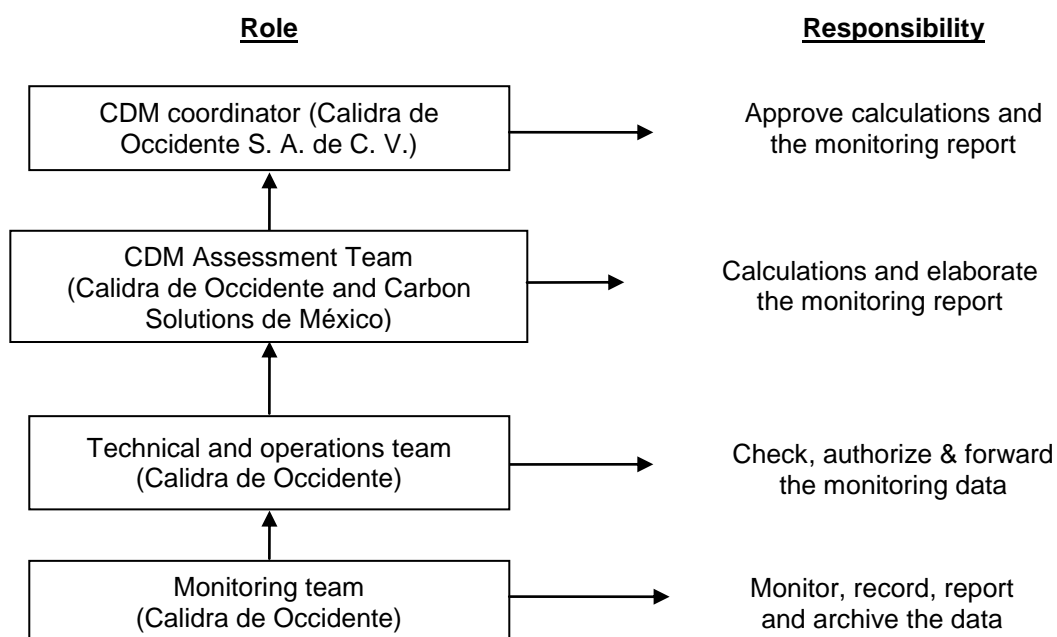 Role
Responsibility
CDM coordinator (Calidra de
Occidente S. A. de C. V.)
Approve calculations and
the monitoring report
CDM Assessment Team
(Calidra de Occidente and Carbon
Solutions de México)
Calculations and elaborate
the monitoring report
Technical and operations team
(Calidra de Occidente)
Check, authorize & forward
the monitoring data
Monitoring team
(Calidra de Occidente)
Monitor, record, report
and archive the data